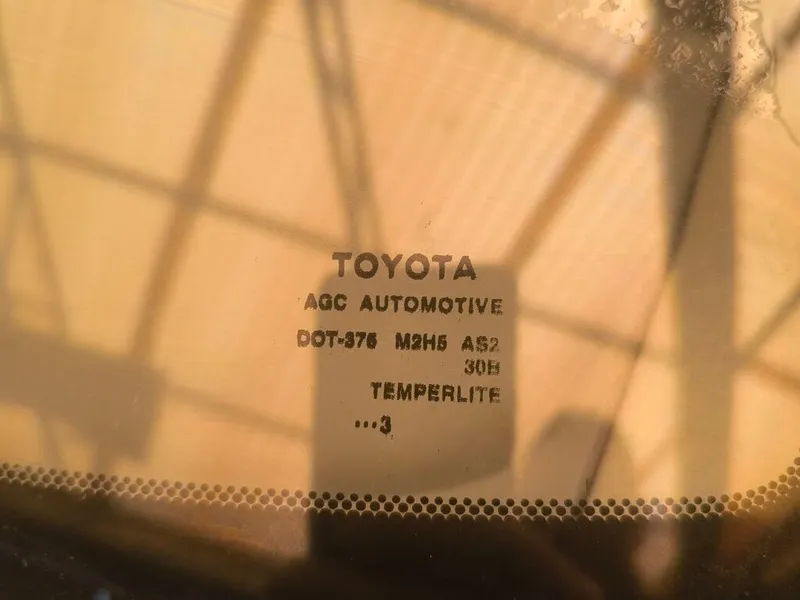 TOYOTA
AGC AUTOMOTIVE
DOT-376 M2H5 AS2
30B
TEMPERLITE
...3